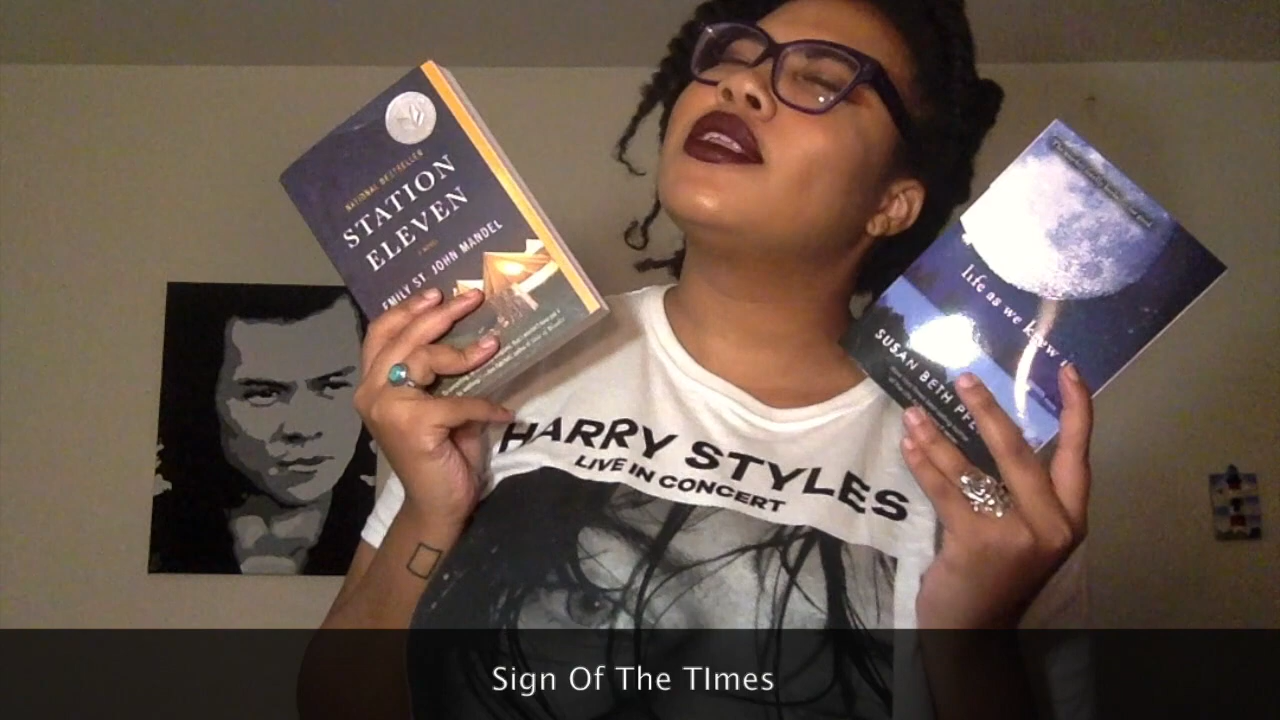 NATIONAL BESTSELLER
STATION
ELEVEN
A NOVEL
EMILY ST. JOHN MANDEL
life as we knew it
SUSAN BETH
HARRY STYLES
LIVE IN CONCERT
Sign Of The TImes